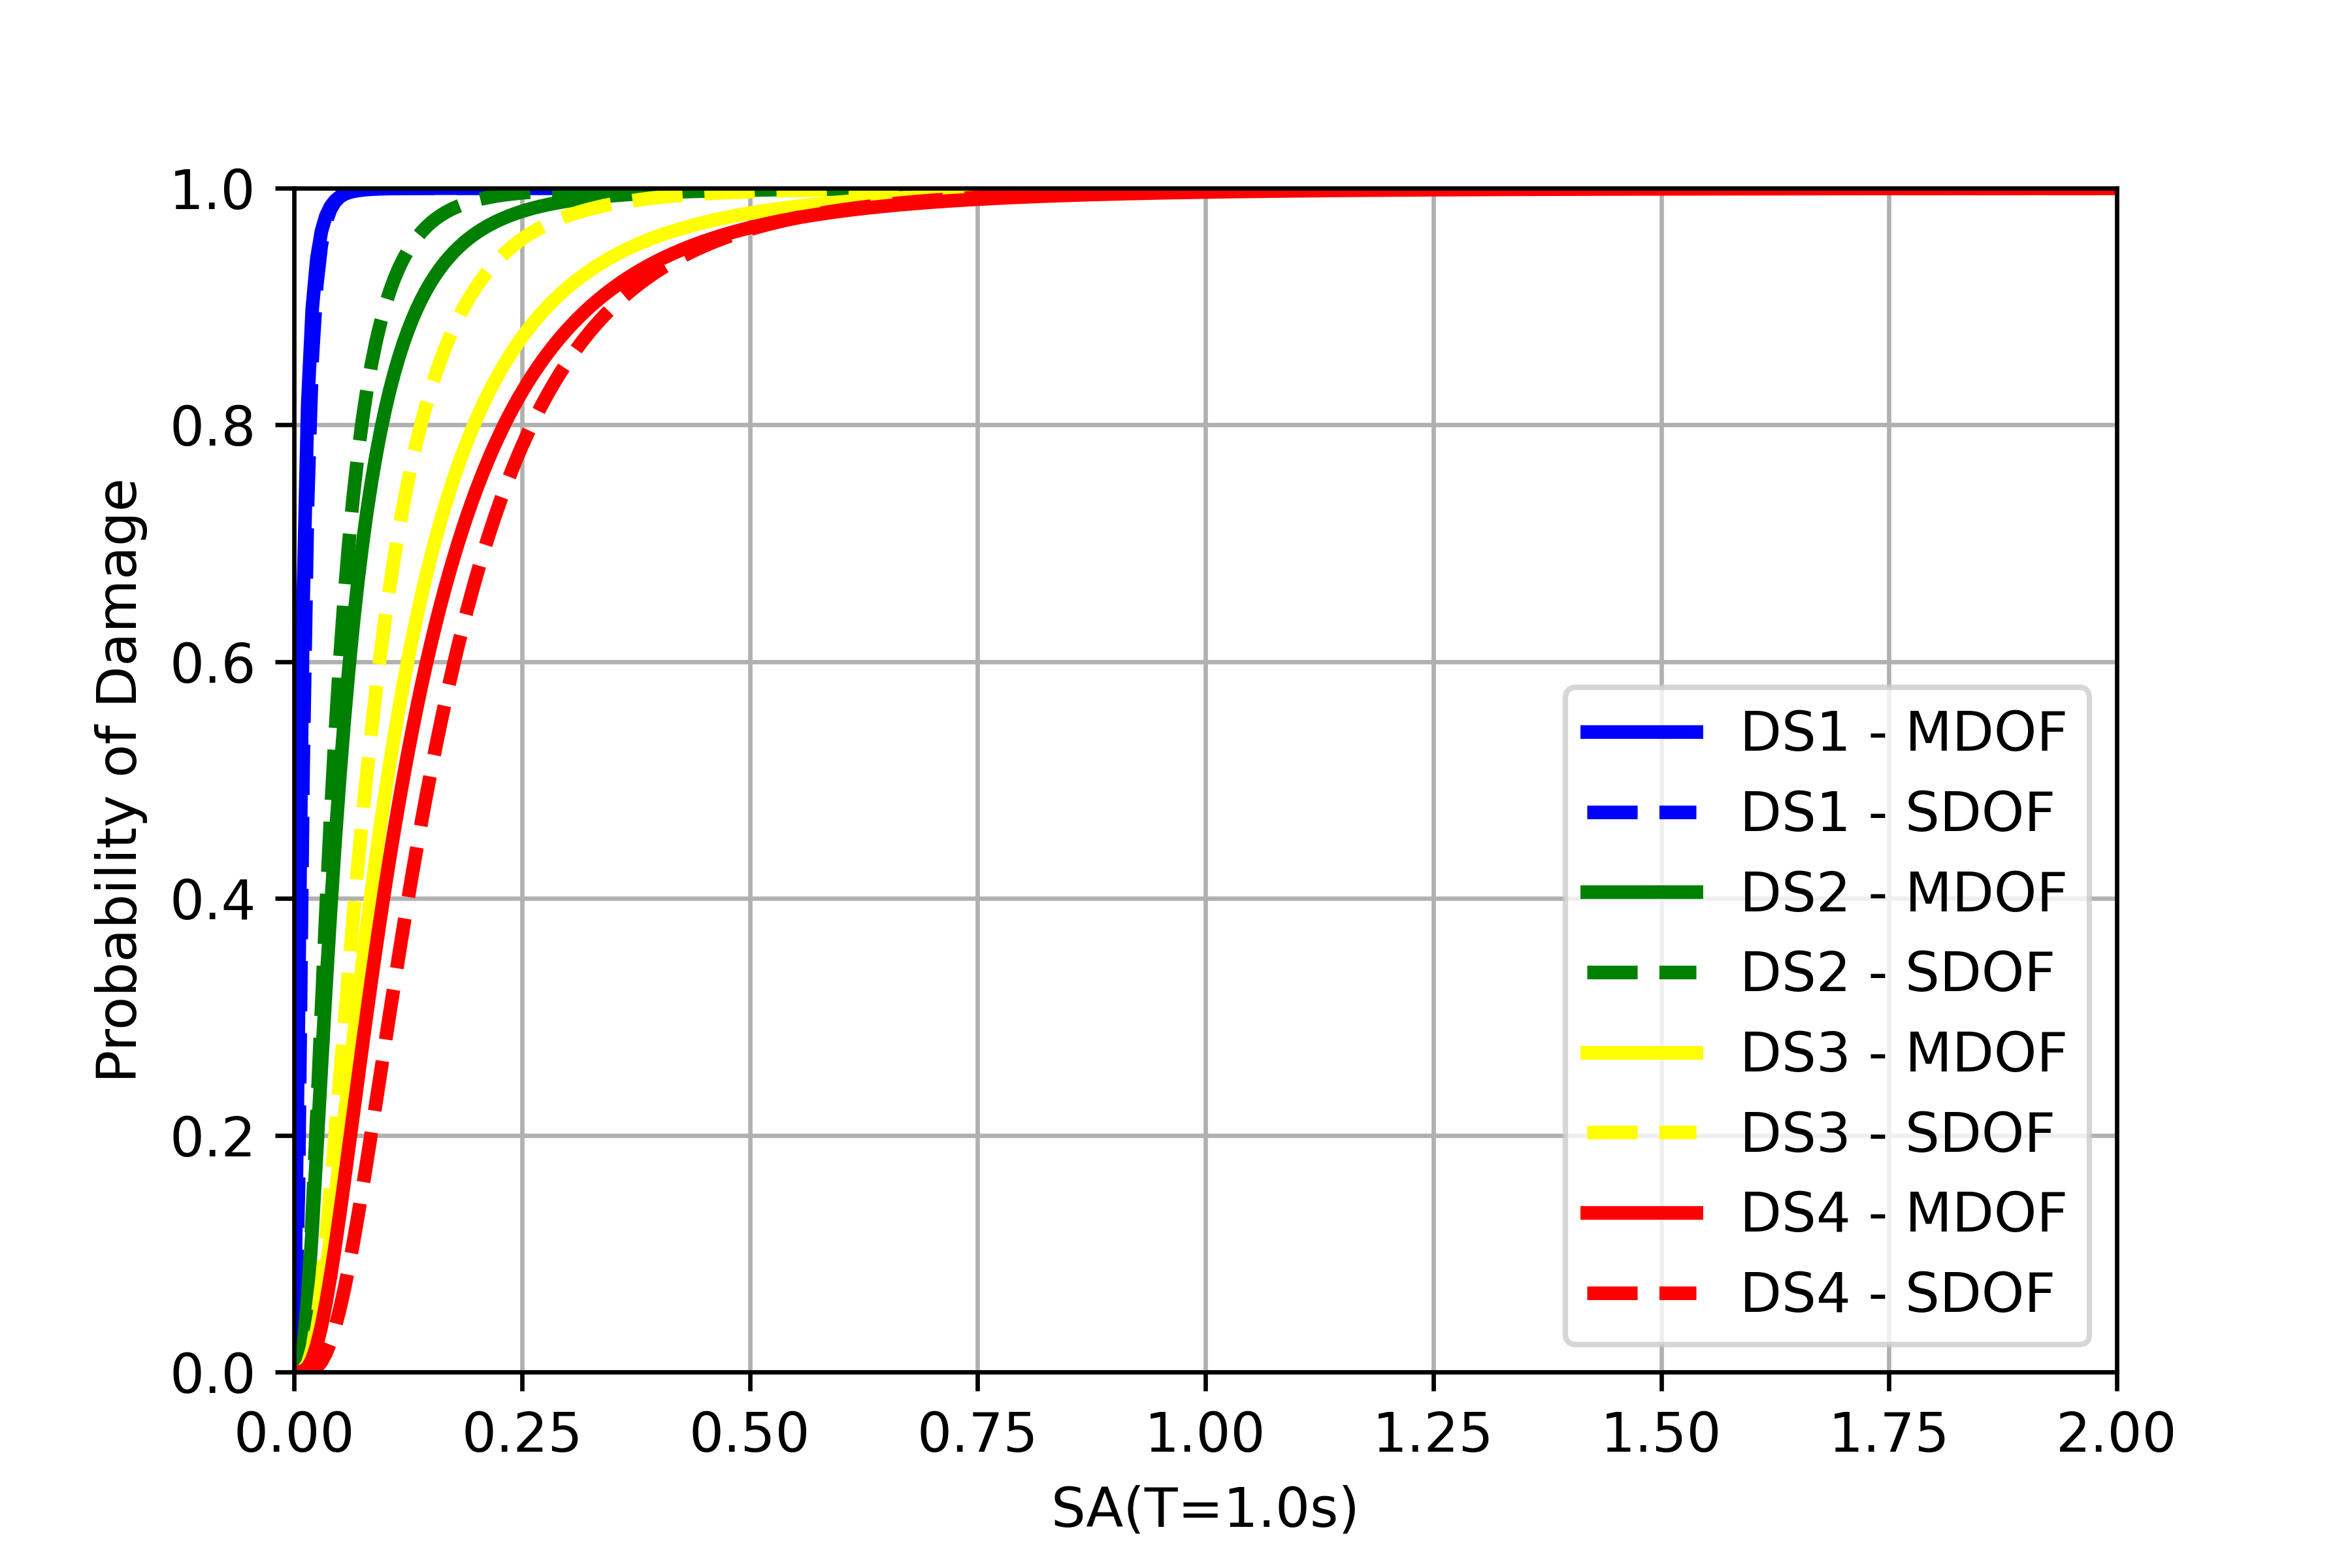 Probability of Damage
1.0
0.8
0.6
0.4
0.2
0.0
0.00 0.25 0.50 0.75 1.00 1.25 1.50 1.75 2.00
SA(T=1.0s)
DS1 - MDOF
DS1 - SDOF
DS2 - MDOF
DS2 - SDOF
DS3 - MDOF
DS3 - SDOF
DS4 - MDOF
DS4 - SDOF